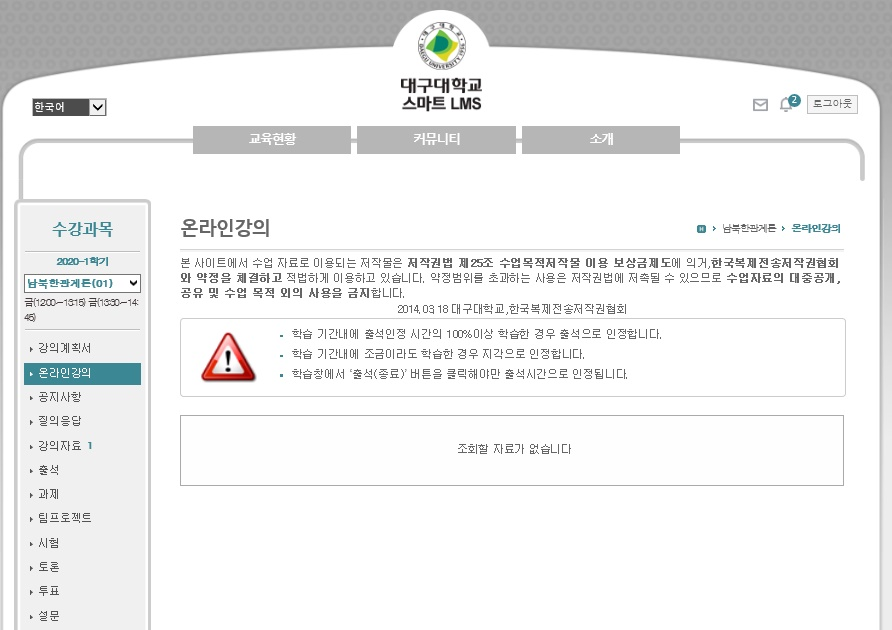 대구대학교
DAEGU UNIVERSITY 1956
대구대학교
스마트 LMS
한국어
2
로그아웃
교육현황
커뮤니티
소개
수강과목
2020-1학기
남북한관계론(01)
금(12:00~13:15) 금(13:30~14:
45)
강의계획서
온라인강의
공지사항
질의응답
강의자료 1
출석
과제
팀프로젝트
시험
토론
투표
설문
온라인강의
남북한관계론
온라인강의
본 사이트에서 수업 자료로 이용되는 저작물은 저작권법 제25조 수업목적저작물 이용 보상금제도에 의거,한국복제전송저작권협회
와 약정을 체결하고 적법하게 이용하고 있습니다. 약정범위를 초과하는 사용은 저작권법에 저촉될 수 있으므로 수업자료의 대중공개,
공유 및 수업 목적 외의 사용을 금지합니다.
2014.03.18 대구대학교,한국복제전송저작권협회
학습 기간내에 출석인정 시간의 100%이상 학습한 경우 출석으로 인정합니다.
학습 기간내에 조금이라도 학습한 경우 지각으로 인정합니다.
학습창에서 '출석(종료)' 버튼을 클릭해야만 출석시간으로 인정됩니다.
조회할 자료가 없습니다